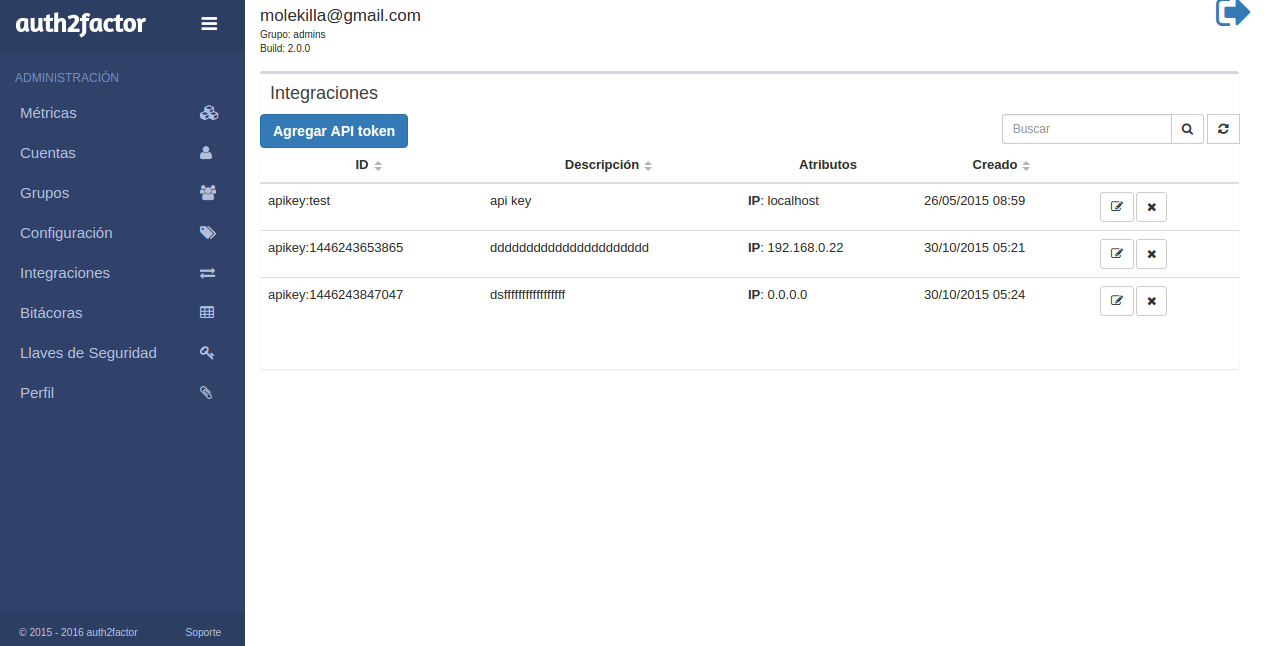 auth2factor
ADMINISTRACIÓN
Métricas
Cuentas
Grupos
Configuración
Integraciones
Bitácoras
Llaves de Seguridad
Perfil
© 2015 - 2016 auth2factor Soporte
molekilla@gmail.com
Grupo: admins
Build: 2.0.0
Integraciones
Agregar API token Buscar
ID Descripción Atributos Creado
apikey:test api key IP: localhost 26/05/2015 08:59
apikey:1446243653865 dddddddddddddddddddddd IP: 192.168.0.22 30/10/2015 05:21
apikey:1446243847047 dsfffffffffffffffff IP: 0.0.0.0 30/10/2015 05:24